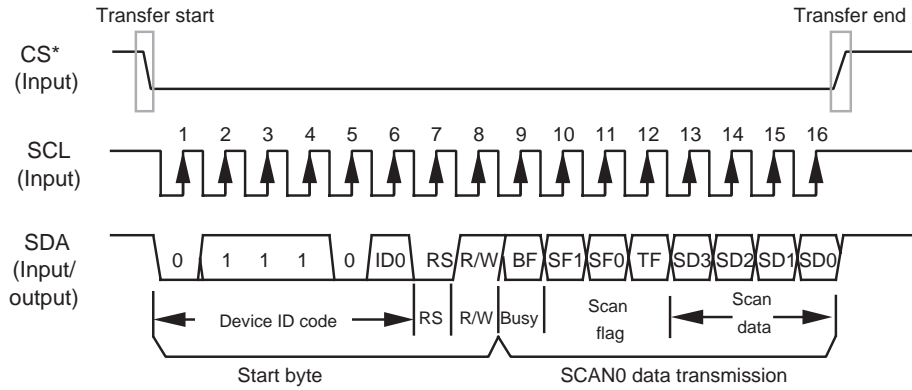 Transfer start
Transfer end
CS*
(Input)
1 2 3 4 5 6 7 8 9 10 11 12 13 14 15 16
SCL
(Input)
SDA
(Input/
output)
0 1 1 1 0 ID0 RS R/W BF SF1 SF0 TF SD3 SD2 SD1 SD0
Device ID code RS R/W Busy Scan flag Scan data
Start byte
SCAN0 data transmission